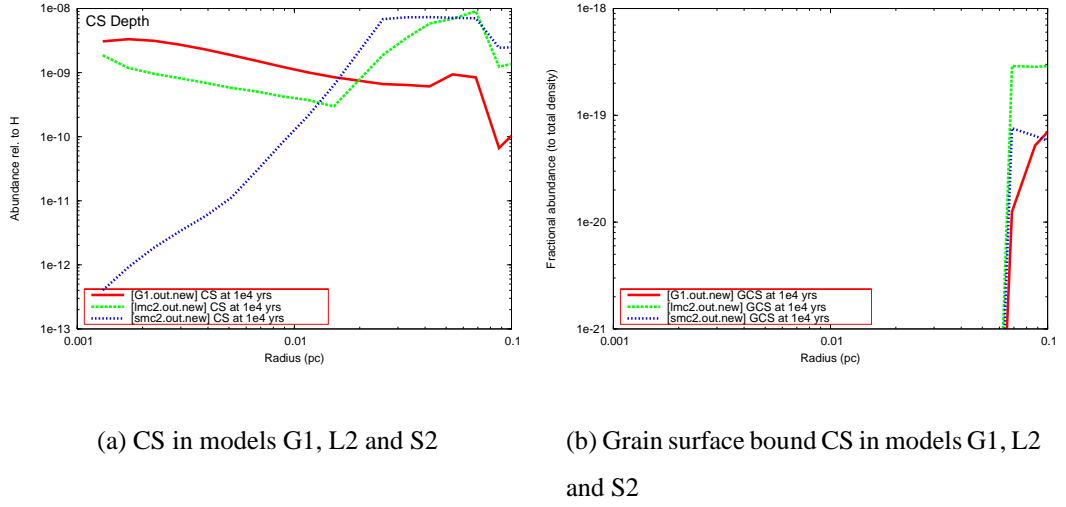 CS Depth
1e-08
1e-09
1e-10
1e-11
1e-12
1e-13
Abundance rel. to H
[G1.out.new] CS at 1e4 yrs
[lmc2.out.new] CS at 1e4 yrs
[smc2.out.new] CS at 1e4 yrs
0.001
0.01
0.1
Radius (pc)
(a) CS in models G1, L2 and S2
1e-18
1e-19
1e-20
1e-21
Fractional abundance (to total density)
[G1.out.new] GCS at 1e4 yrs
[lmc2.out.new] GCS at 1e4 yrs
[smc2.out.new] GCS at 1e4 yrs
0.001
0.01
0.1
Radius (pc)
(b) Grain surface bound CS in models G1, L2
and S2